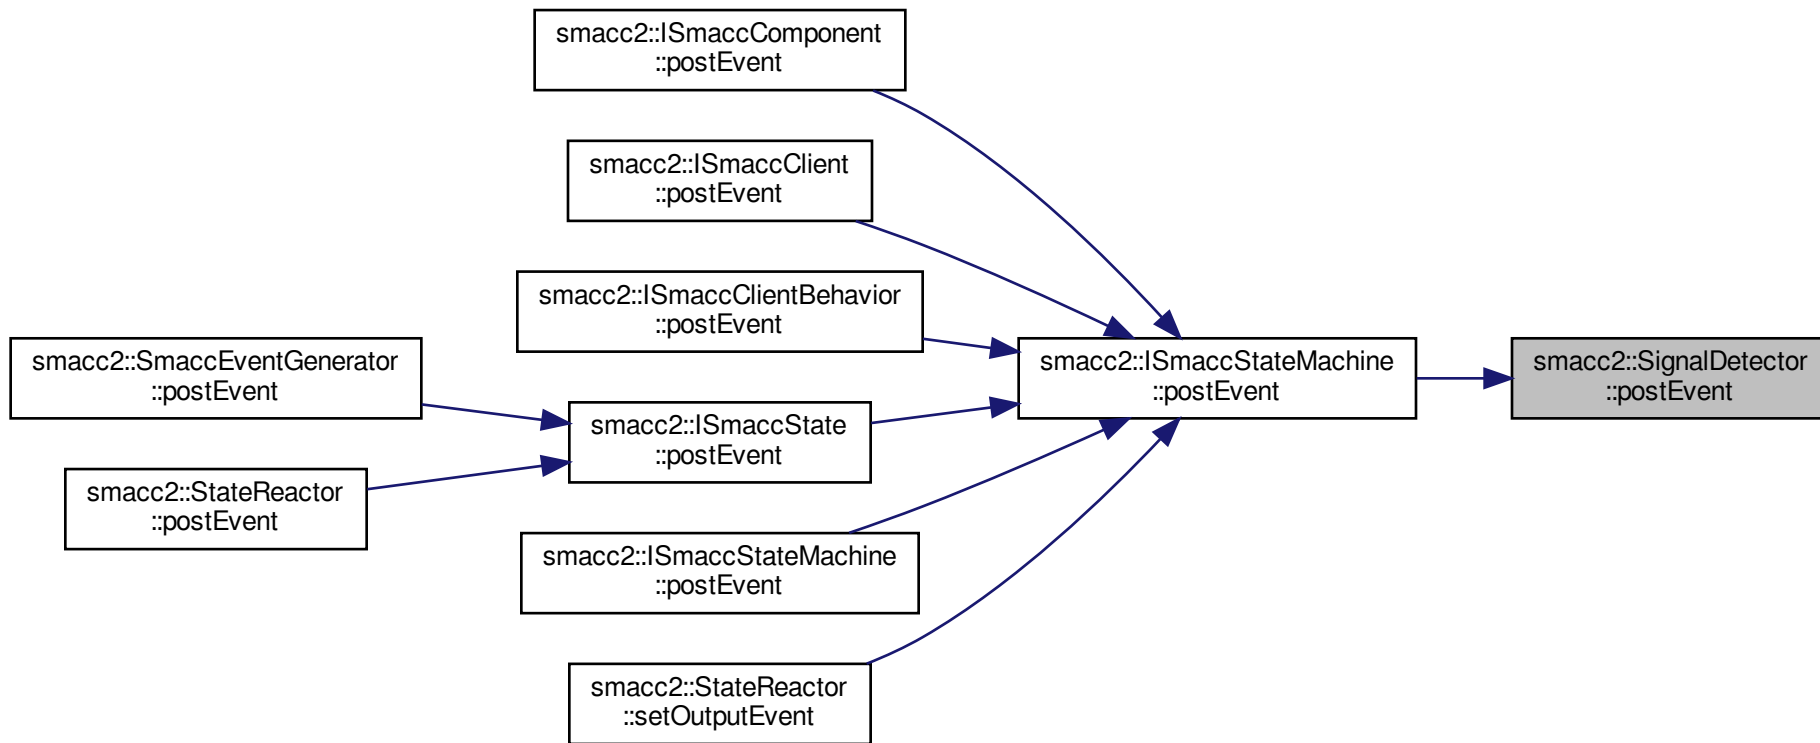 smacc2::ISmaccComponent
::postEvent
smacc2::ISmaccClient
::postEvent
smacc2::ISmaccClientBehavior
::postEvent
smacc2::SmaccEventGenerator
::postEvent
smacc2::ISmaccStateMachine
::postEvent
smacc2::SignalDetector
::postEvent
smacc2::ISmaccState
::postEvent
smacc2::StateReactor
::postEvent
smacc2::ISmaccStateMachine
::postEvent
smacc2::StateReactor
::setOutputEvent